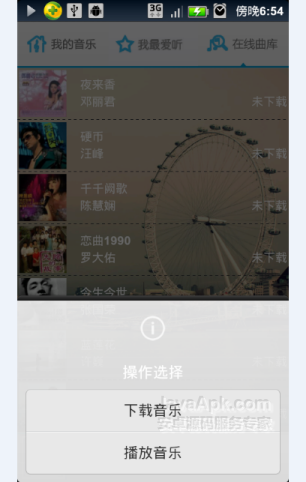 3G 傍晚6:54
我的音乐 我最爱听 在线曲库
夜来香
邓丽君 未下载
硬币
汪峰 未下载
千千阙歌
陈慧娴 未下载
恋曲1990
罗大佑 未下载
今生今世
操作选择
下载音乐
JavaApk.com
安卓源码服务专家
播放音乐